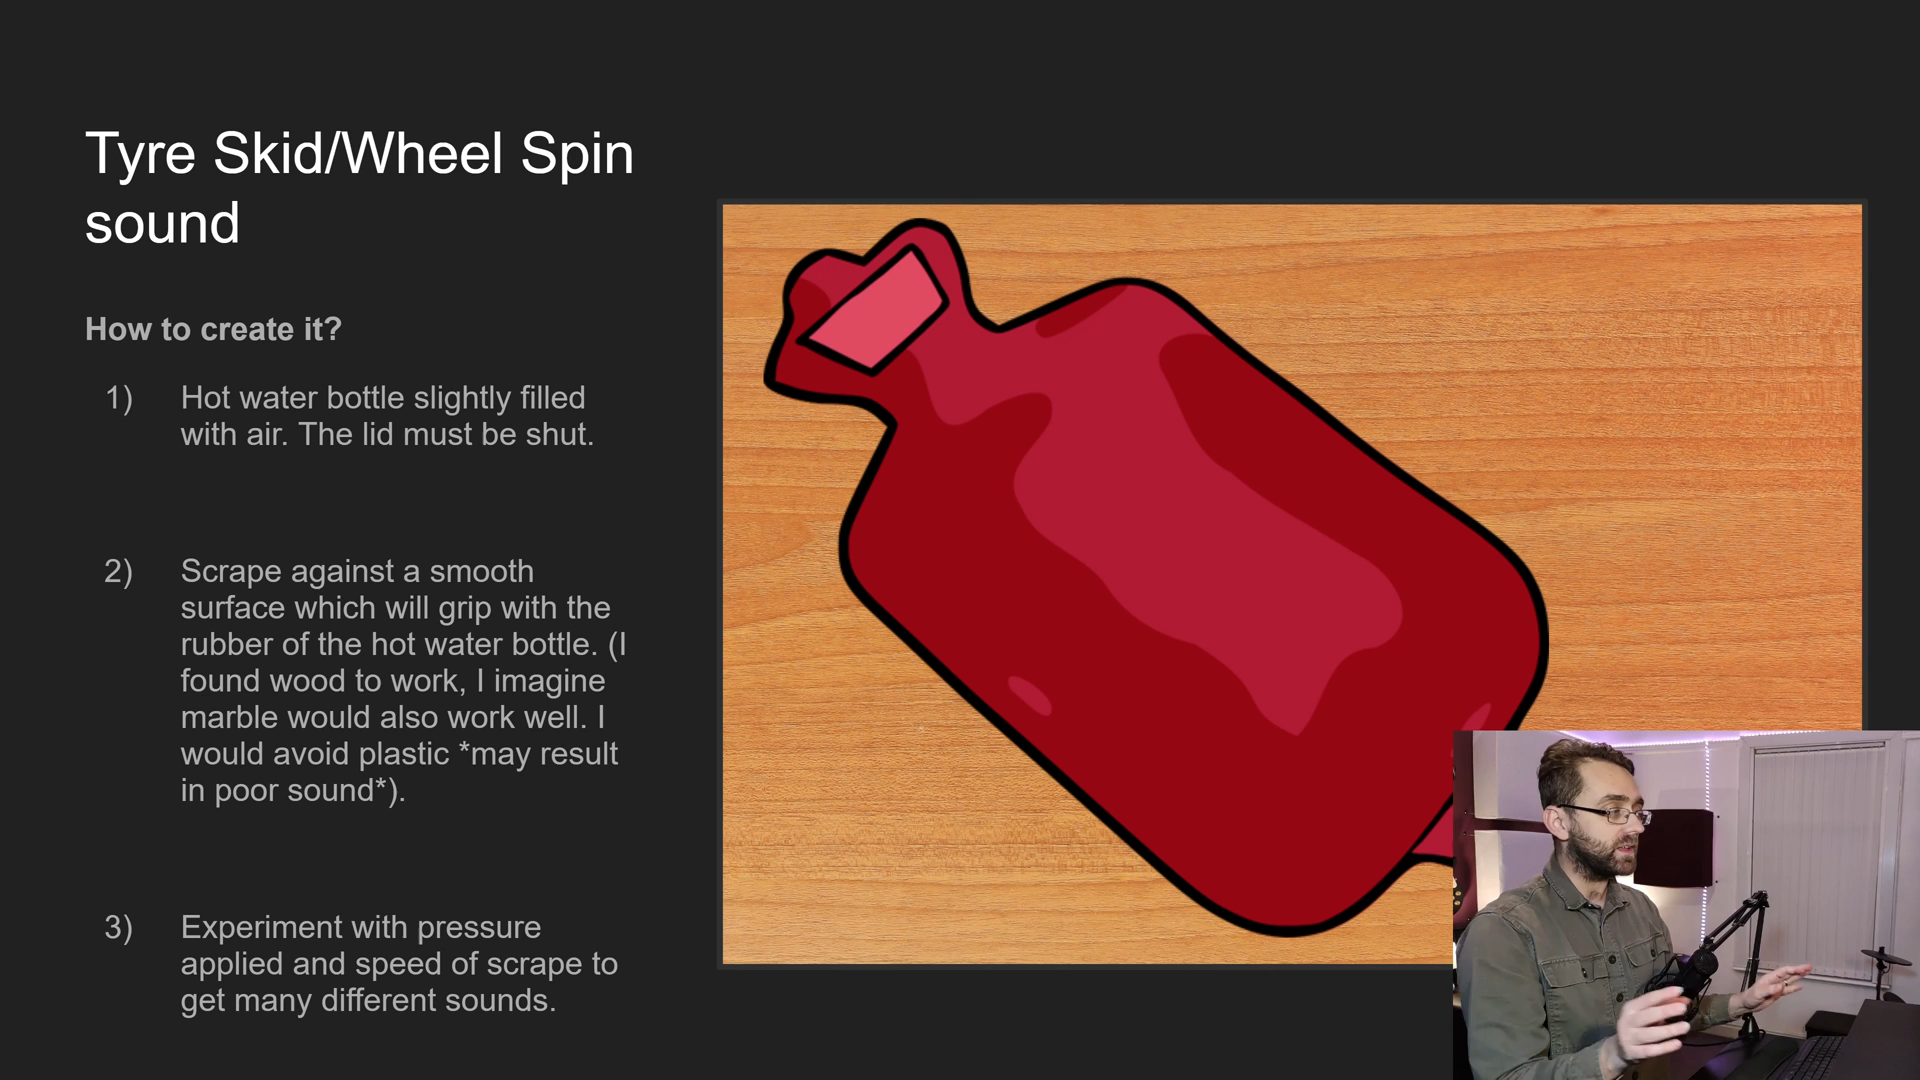 Tyre Skid/Wheel Spin
sound
How to create it?
1) Hot water bottle slightly filled
with air. The lid must be shut.
2) Scrape against a smooth
surface which will grip with the
rubber of the hot water bottle. (I
found wood to work, I imagine
marble would also work well. I
would avoid plastic *may result
in poor sound*).
3) Experiment with pressure
applied and speed of scrape to
get many different sounds.